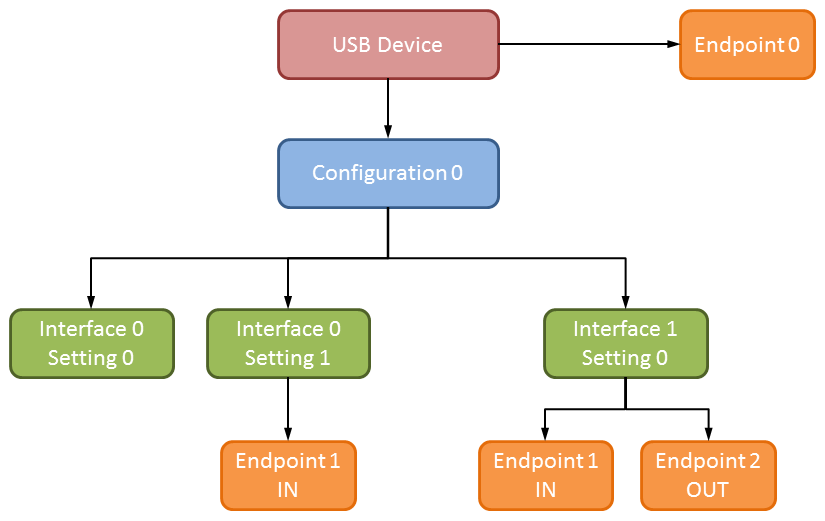 USB Device
Endpoint 0
Configuration 0
Interface 0
Setting 0
Interface 0
Setting 1
Interface 1
Setting 0
Endpoint 1
IN
Endpoint 1
IN
Endpoint 2
OUT